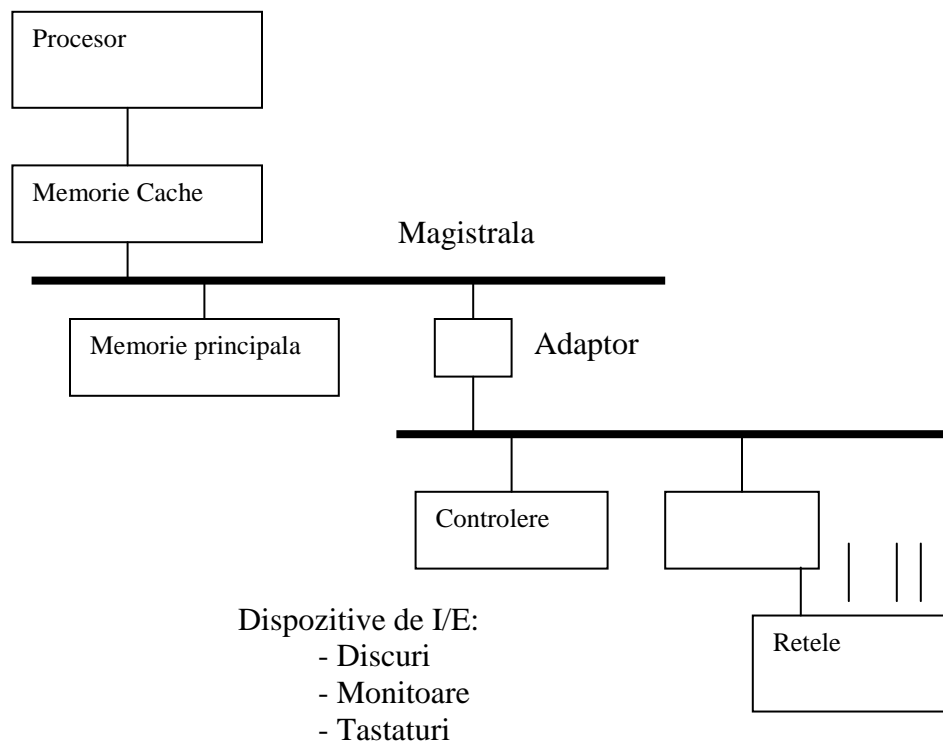 Procesor
Memorie Cache
Magistrala
Memorie principala
Adaptor
Controlere
Dispozitive de I/E:
- Discuri
- Monitoare
- Tastaturi
Retele